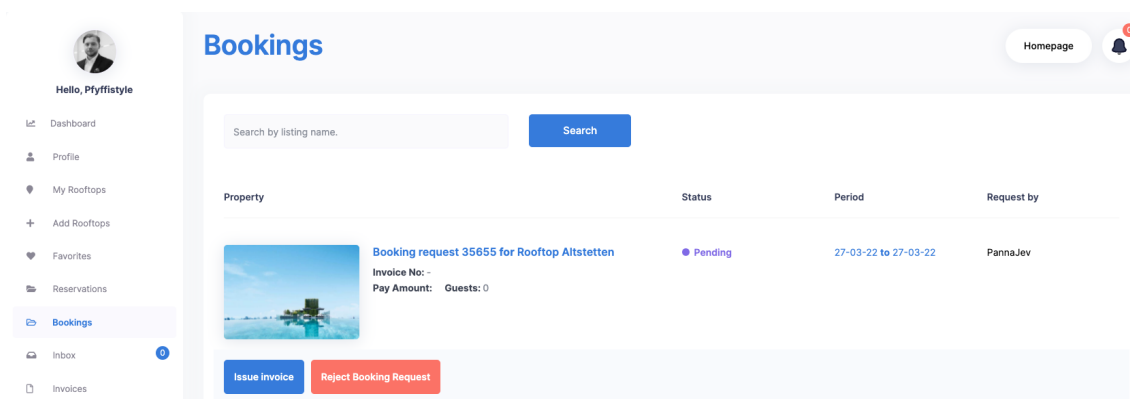 Bookings
Homepage
Hello, Pfyffistyle
Dashboard
Profile
My Rooftops
Add Rooftops
Favorites
Reservations
Bookings
Inbox 0
Invoices
Search by listing name.
Search
Property Status Period Request by
Booking request 35655 for Rooftop Altstetten Pending 27-03-22 to 27-03-22 PannaJev
Invoice No: -
Pay Amount: Guests: 0
Issue invoice Reject Booking Request